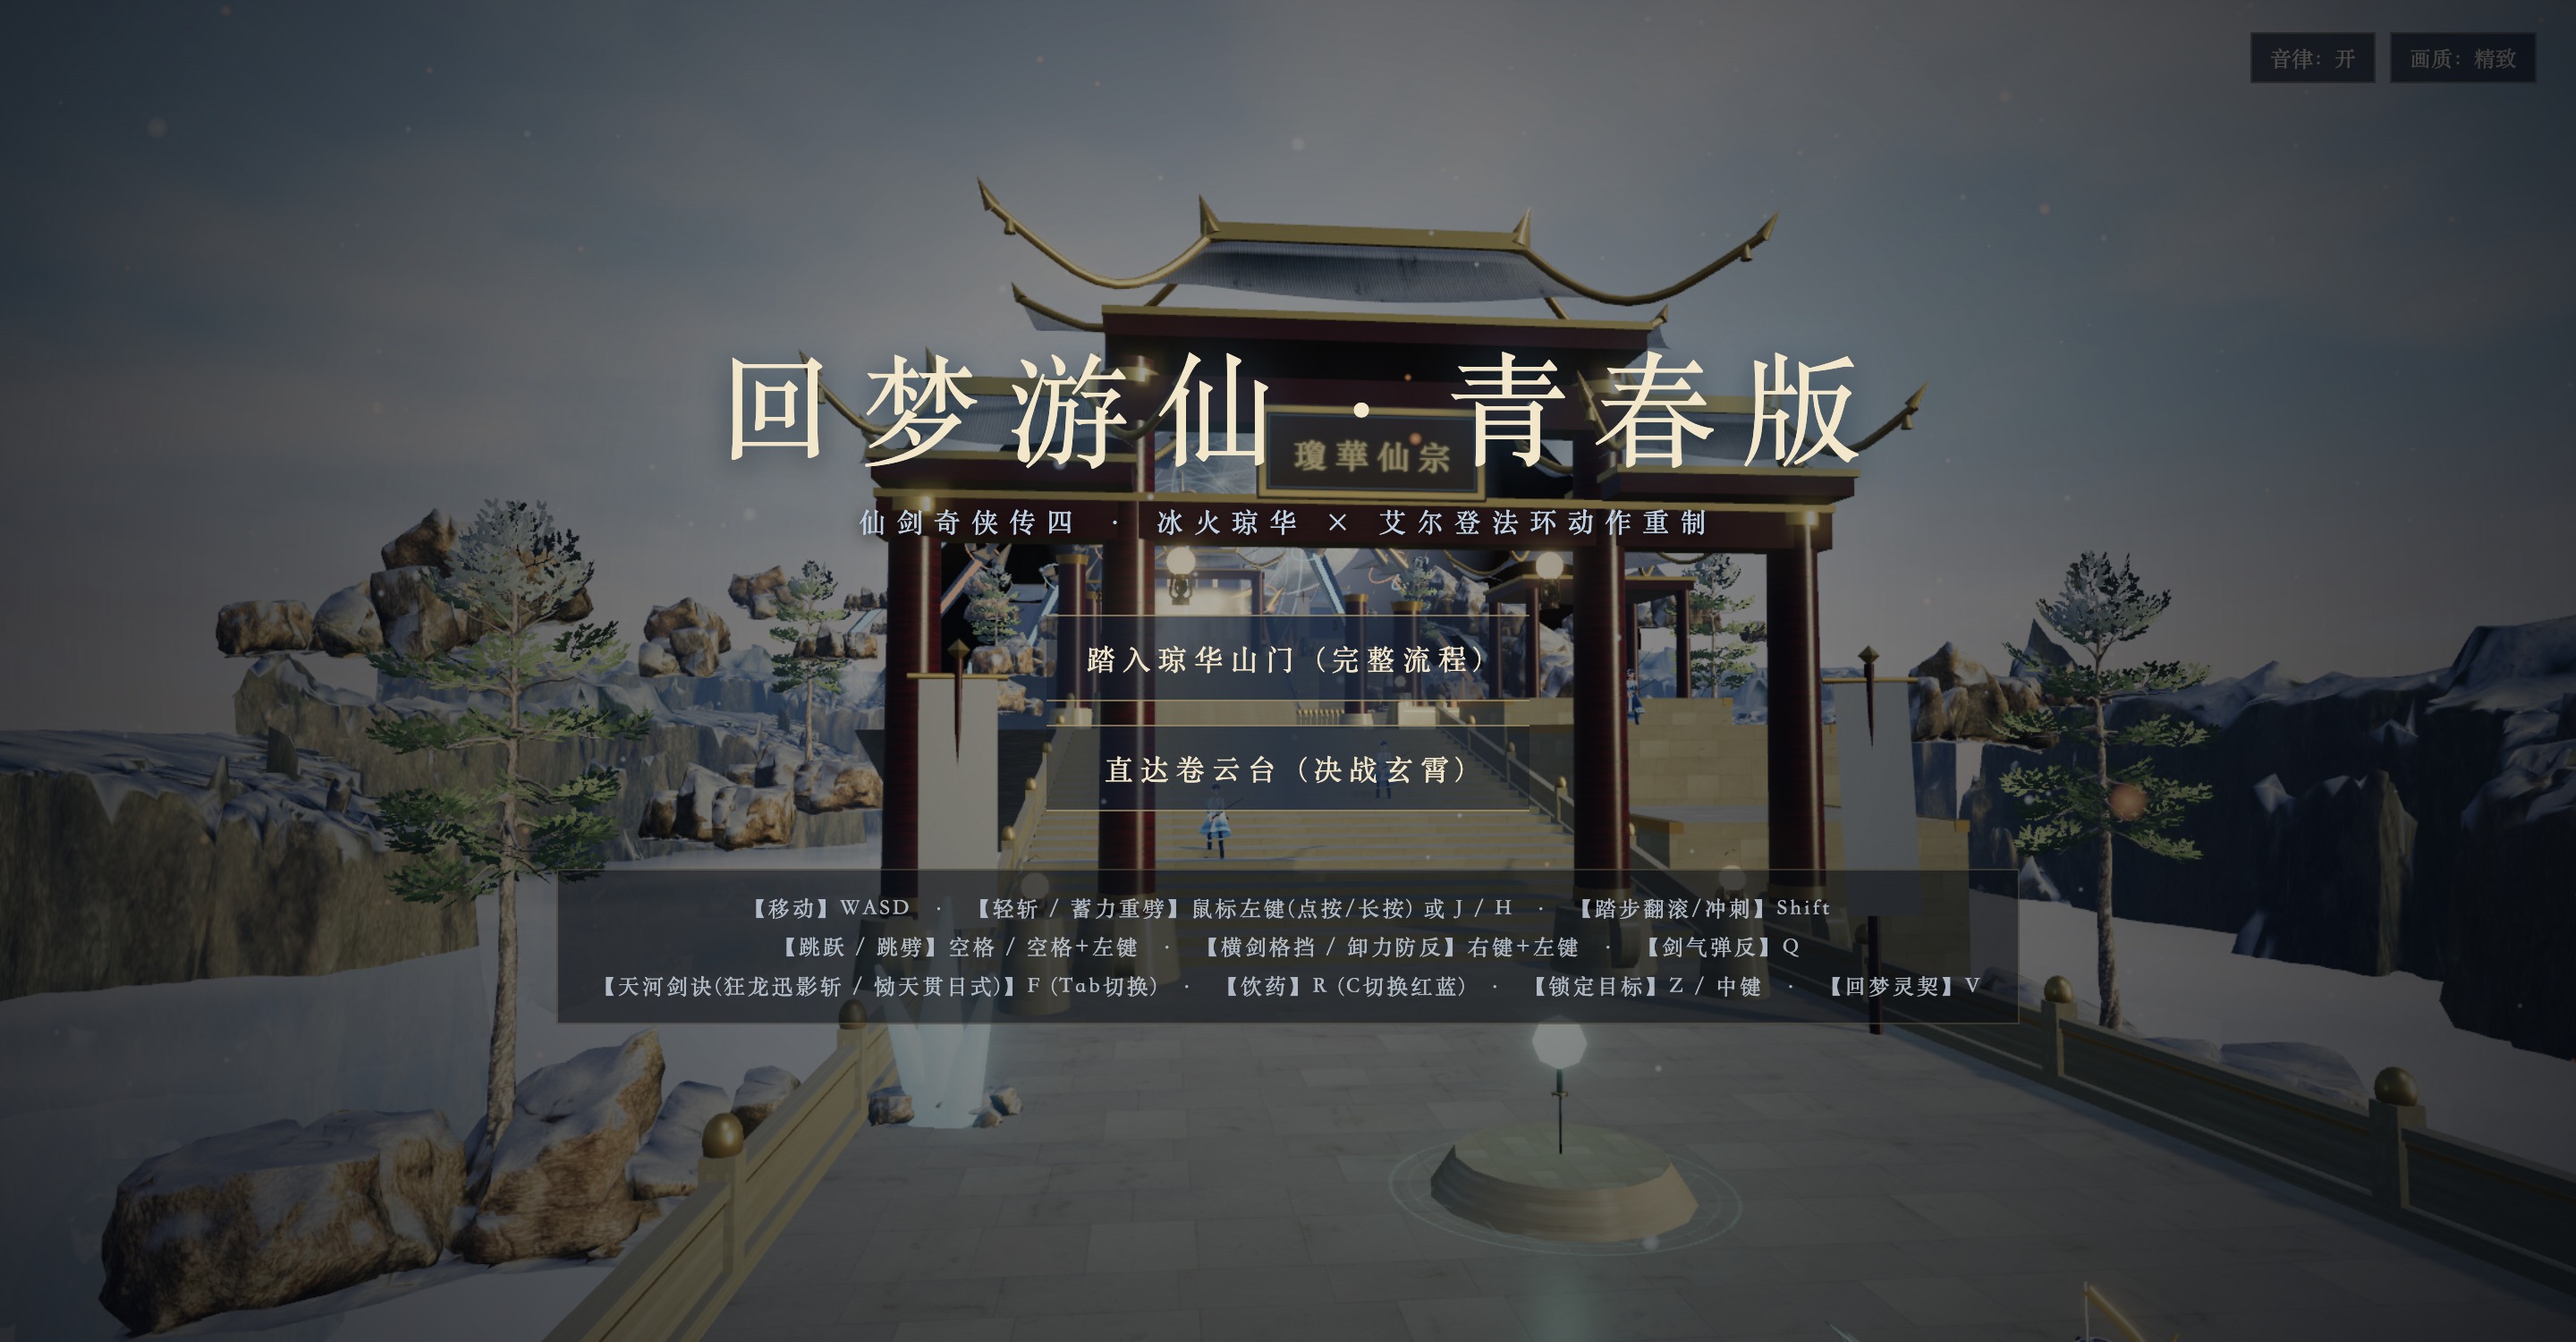 音律：开
画质：精致
回梦游仙·青春版
瓊華仙宗
仙剑奇侠传四 · 冰火琼华 × 艾尔登法环动作重制
踏入琼华山门（完整流程）
直达卷云台（决战玄霄）
【移动】WASD · 【轻斩 / 蓄力重劈】鼠标左键(点按/长按) 或 J / H · 【踏步翻滚/冲刺】Shift
【跳跃 / 跳劈】空格 / 空格+左键 · 【横剑格挡 / 卸力防反】右键+左键 · 【剑气弹反】Q
【天河剑诀(狂龙迅影斩 / 恸天贯日式)】F (Tab切换) · 【饮药】R (C切换红蓝) · 【锁定目标】Z / 中键 · 【回梦灵契】V